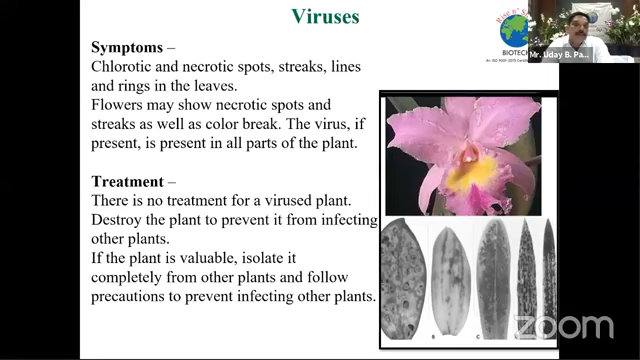 Viruses
Symptoms –
Chlorotic and necrotic spots, streaks, lines
and rings in the leaves.
Flowers may show necrotic spots and
streaks as well as color break. The virus, if
present, is present in all parts of the plant.
Treatment –
There is no treatment for a virused plant.
Destroy the plant to prevent it from infecting
other plants.
If the plant is valuable, isolate it
completely from other plants and follow
precautions to prevent infecting other plants.
BIOTECH
Mr. Uday B. Pa...
B
C
zoom